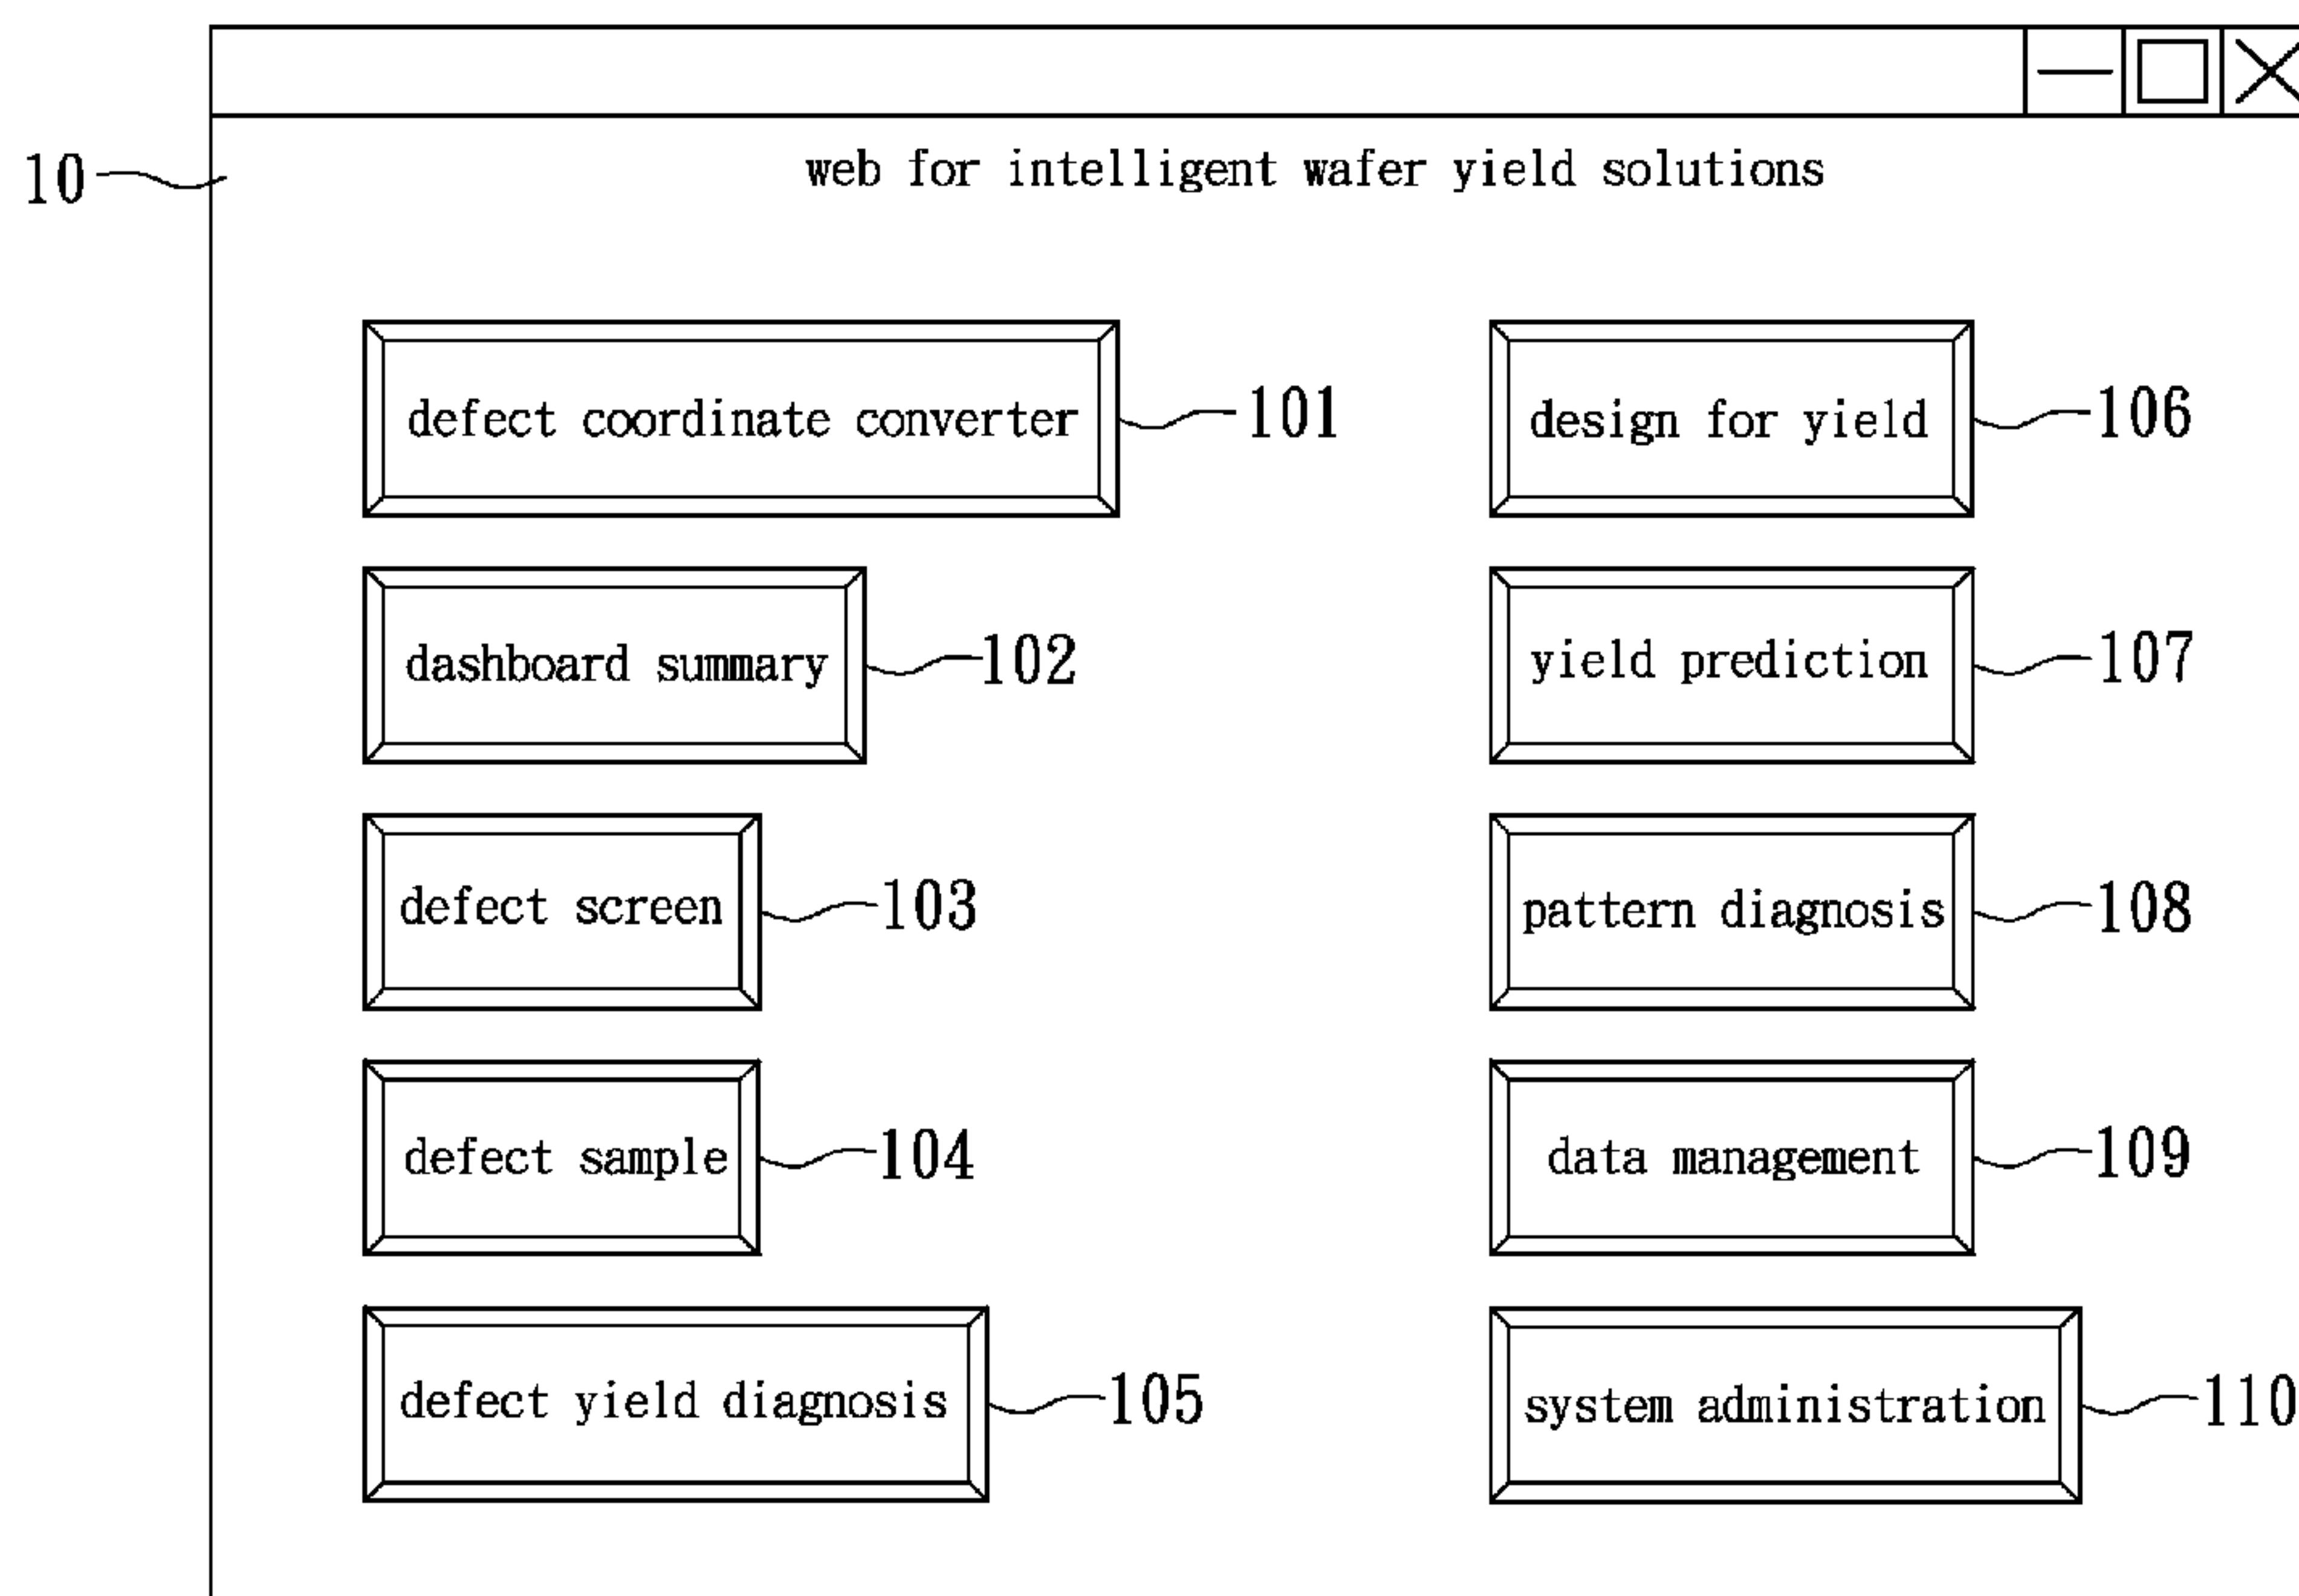 10
web for intelligent wafer yield solutions
defect coordinate converter 101
design for yield 106
dashboard summary 102
yield prediction 107
defect screen 103
pattern diagnosis 108
defect sample 104
data management 109
defect yield diagnosis 105
system administration 110